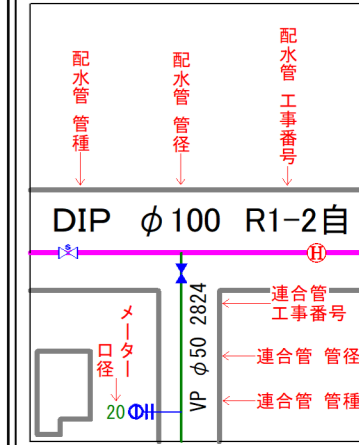 配水管 管種
配水管 管径
配水管 工事番号
DIP φ100 R1-2自
S
H
VP φ50 2824
連合管
工事番号
連合管 管径
連合管 管種
メーター
口径
20